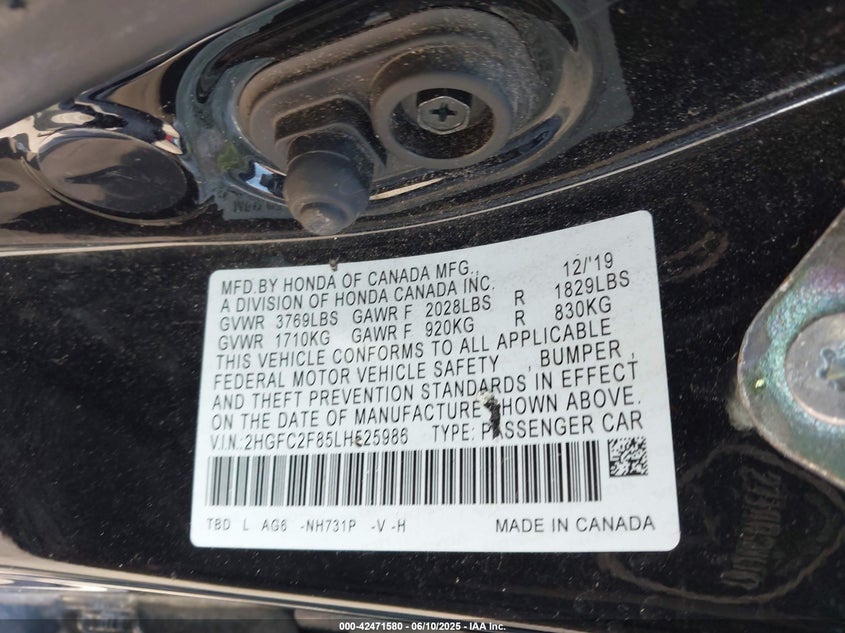 MFD.BY HONDA OF CANADA MFG., 12/'19
A DIVISION OF HONDA CANADA INC.
GVWR 3769LBS GAWR F 2028LBS R 1829LBS
GVWR 1710KG GAWR F 920KG R 830KG
THIS VEHICLE CONFORMS TO ALL APPLICABLE
FEDERAL MOTOR VEHICLE SAFETY , BUMPER ,
AND THEFT PREVENTION STANDARDS IN EFFECT
ON THE DATE OF MANUFACTURE SHOWN ABOVE.
V.I.N.:2HGFC2F85LH525986 TYPE: PASSENGER CAR
TBD L AG6 -NH731P -V -H MADE IN CANADA
000-42471580 - 06/10/2025 - IAA Inc.